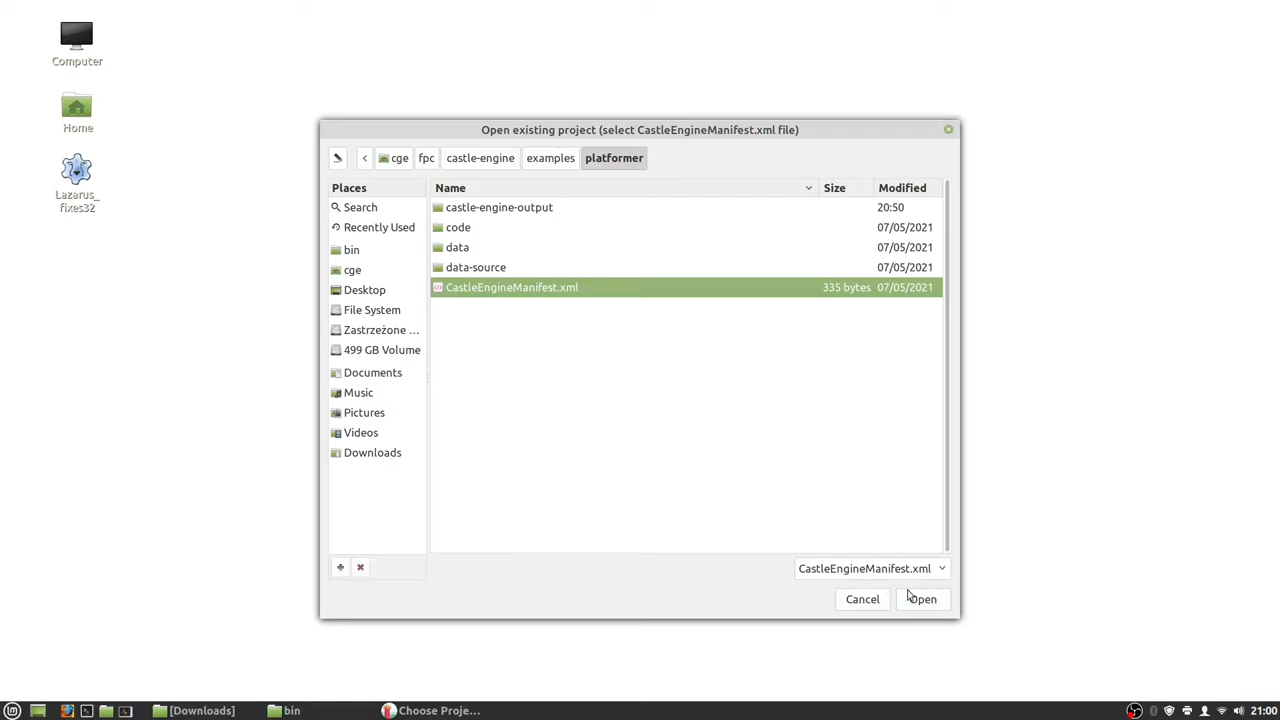 Computer
Home
Lazarus_
fixes32
Open existing project (select CastleEngineManifest.xml file)
cge
fpc
castle-engine
examples
platformer
Places
Name
Size
Modified
Search
castle-engine-output
20:50
Recently Used
code
07/05/2021
bin
data
07/05/2021
cge
data-source
07/05/2021
Desktop
CastleEngineManifest.xml
335 bytes
07/05/2021
File System
Zastrzeżone ...
499 GB Volume
Documents
Music
Pictures
Videos
Downloads
CastleEngineManifest.xml
Cancel
Open
[Downloads]
bin
Choose Proje...
21:00